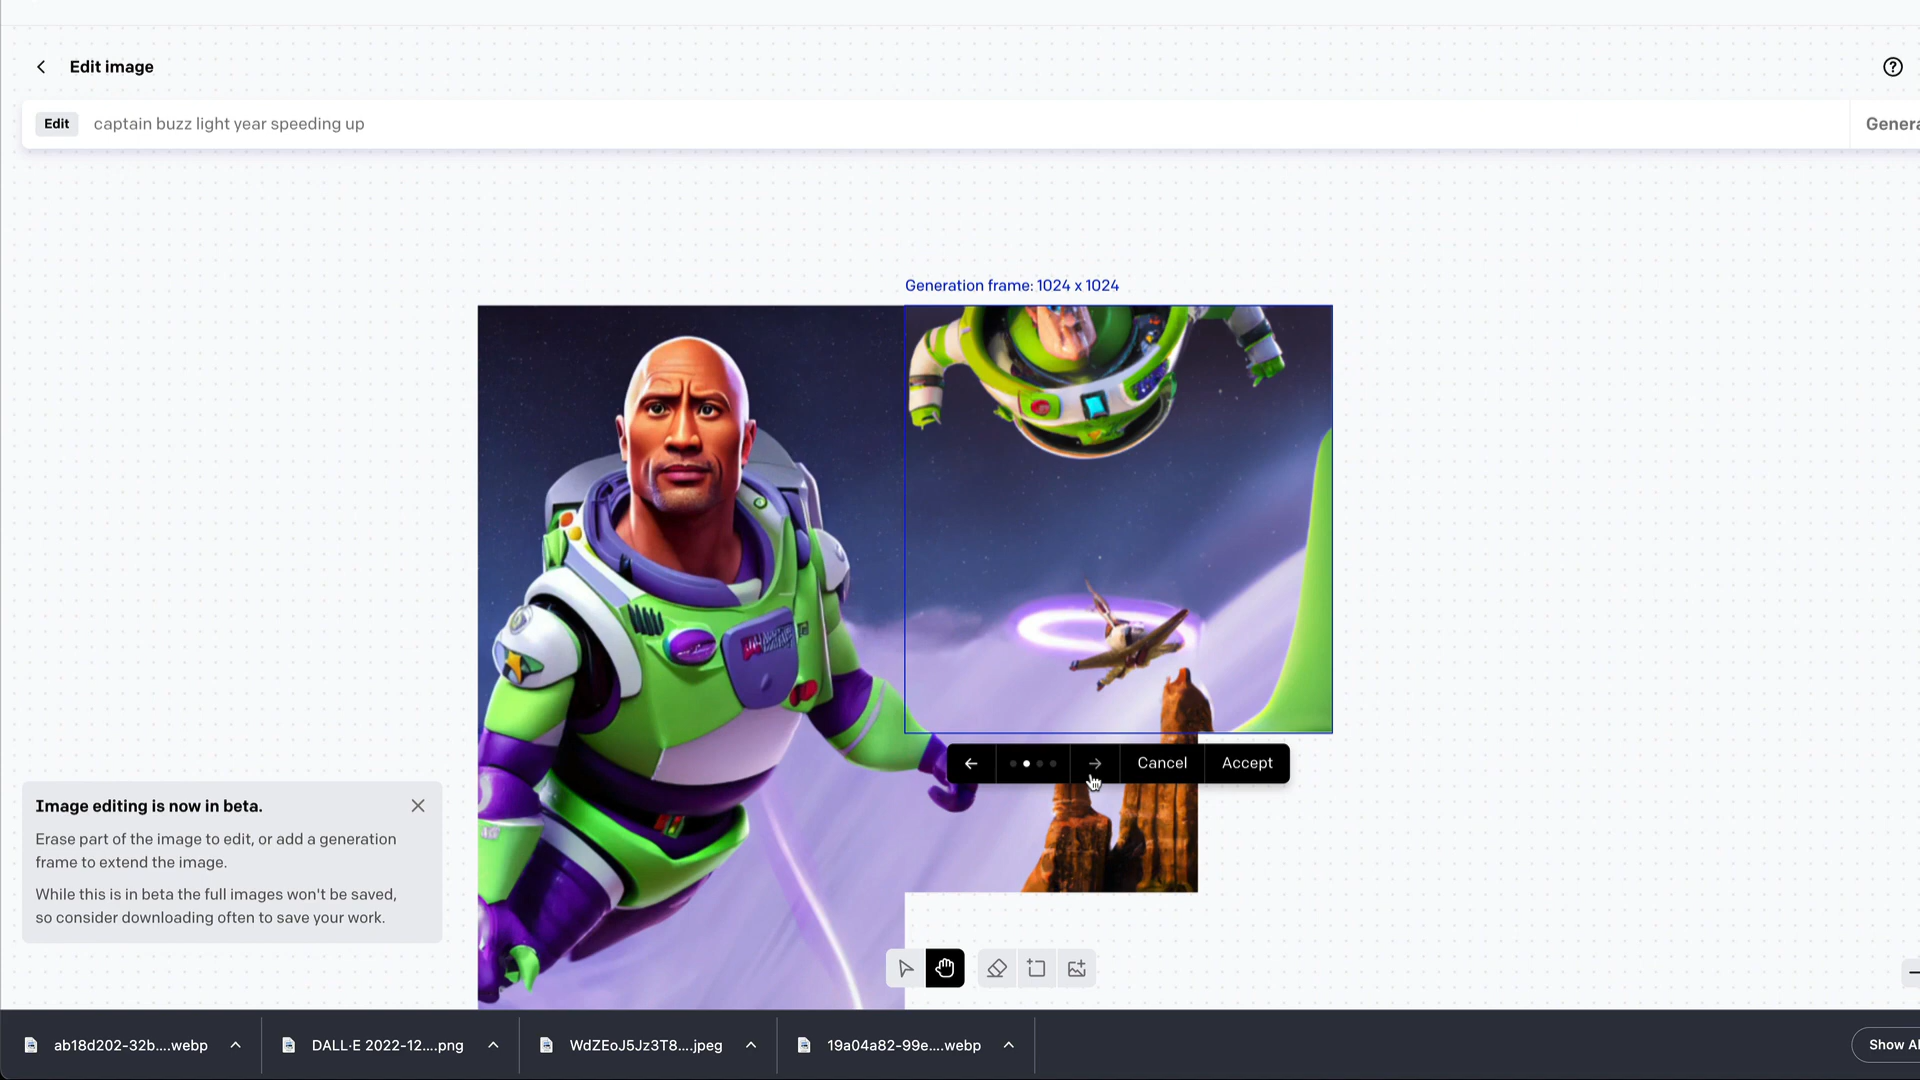 Edit image
Edit captain buzz light year speeding up
Genera
Generation frame: 1024 x 1024
Cancel Accept
Image editing is now in beta.
Erase part of the image to edit, or add a generation
frame to extend the image.
While this is in beta the full images won't be saved,
so consider downloading often to save your work.
ab18d202-32b....webp
DALL·E 2022-12....png
WdZEoJ5Jz3T8....jpeg
19a04a82-99e....webp
Show Al